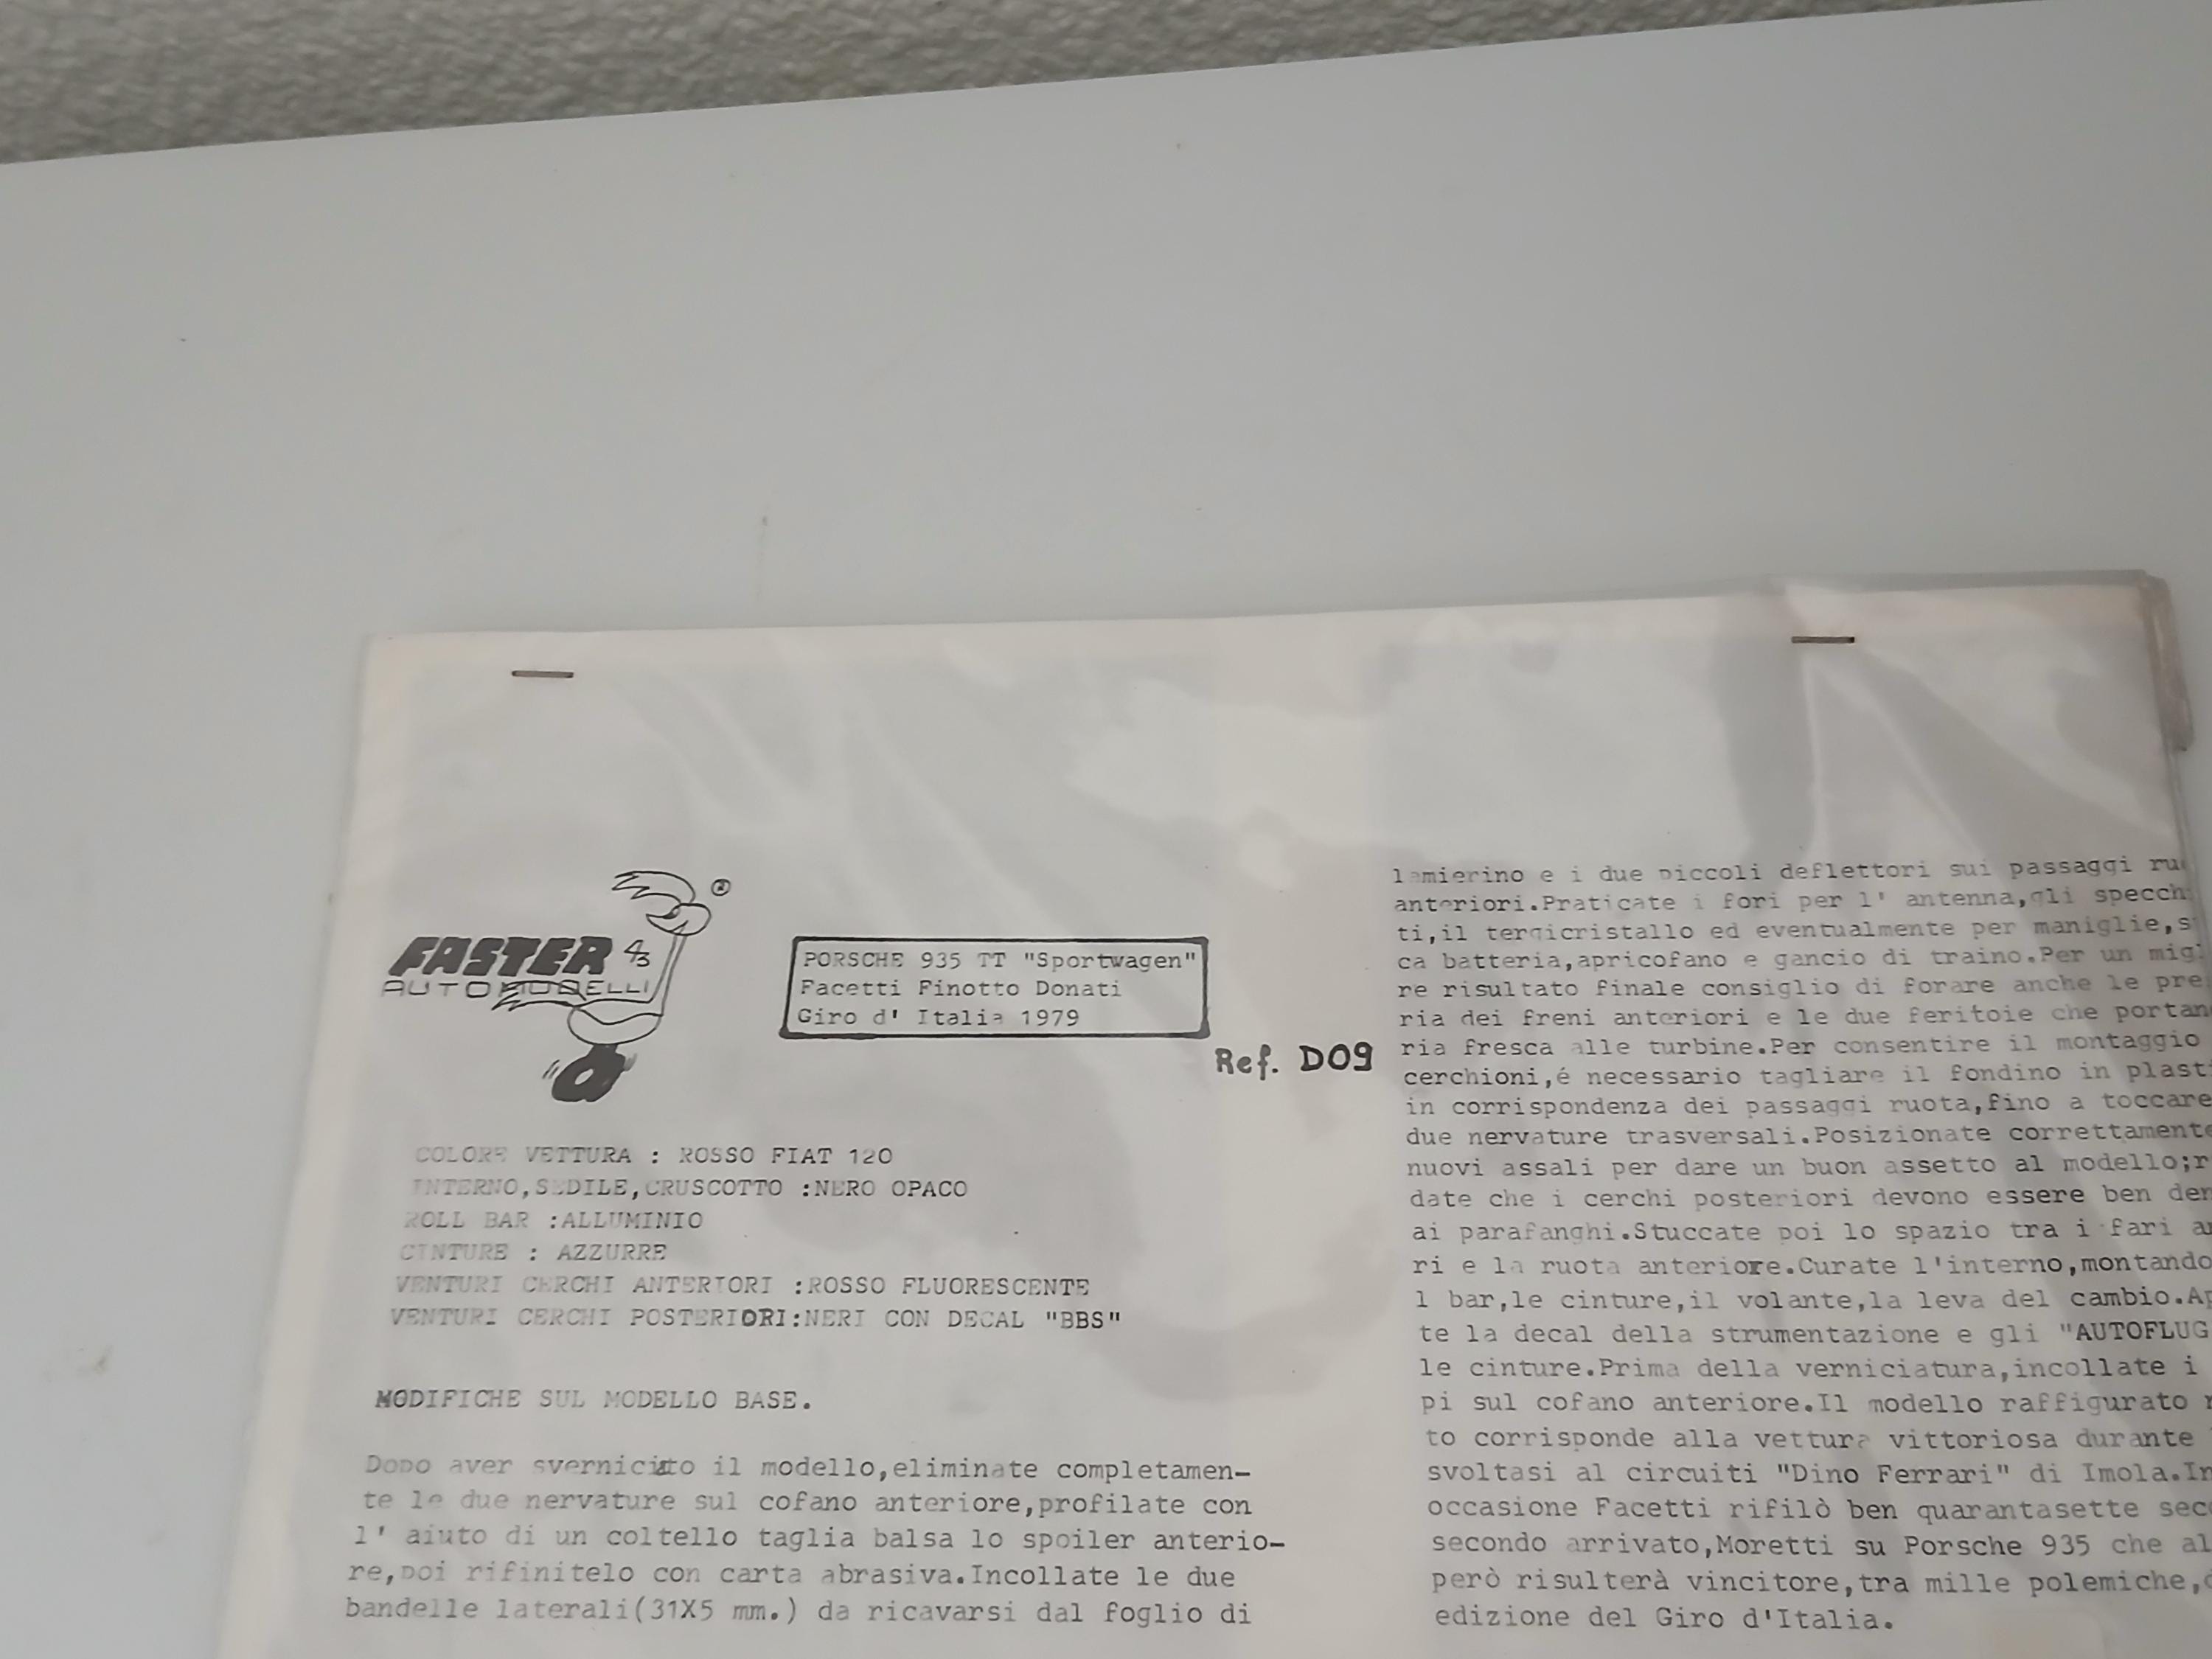 FASTER 43 ®
AUTOMODELLI
PORSCHE 935 TT "Sportwagen"
Facetti Finotto Donati
Giro d' Italia 1979
Ref. D09
COLORE VETTURA : ROSSO FIAT 120
INTERNO,SEDILE,CRUSCOTTO :NERO OPACO
ROLL BAR :ALLUMINIO
CINTURE : AZZURRE
VENTURI CERCHI ANTERIORI :ROSSO FLUORESCENTE
VENTURI CERCHI POSTERIORI:NERI CON DECAL "BBS"
MODIFICHE SUL MODELLO BASE.
Dopo aver sverniciato il modello,eliminate completamen-
te le due nervature sul cofano anteriore,profilate con
l' aiuto di un coltello taglia balsa lo spoiler anterio-
re,poi rifinitelo con carta abrasiva.Incollate le due
bandelle laterali(31X5 mm.) da ricavarsi dal foglio di
lamierino e i due piccoli deflettori sui passaggi
anteriori.Praticate i fori per l' antenna,gli specch
ti,il tergicristallo ed eventualmente per maniglie,s
ca batteria,apricofano e gancio di traino.Per un mig
re risultato finale consiglio di forare anche le pre
ria dei freni anteriori e le due feritoie che portan
ria fresca alle turbine.Per consentire il montaggio
cerchioni,é necessario tagliare il fondino in plast
in corrispondenza dei passaggi ruota,fino a toccare
due nervature trasversali.Posizionate correttamente
nuovi assali per dare un buon assetto al modello;r
date che i cerchi posteriori devono essere ben den
ai parafanghi.Stuccate poi lo spazio tra i fari
ri e la ruota anteriore.Curate l'interno,montando
l bar,le cinture,il volante,la leva del cambio.Ap
te la decal della strumentazione e gli "AUTOFLUG
le cinture.Prima della verniciatura,incollate i
pi sul cofano anteriore.Il modello raffigurato
to corrisponde alla vettura vittoriosa durante
svoltasi al circuiti "Dino Ferrari" di Imola.In
occasione Facetti rifilò ben quarantasette sec
secondo arrivato,Moretti su Porsche 935 che al
però risulterà vincitore,tra mille polemiche,
edizione del Giro d'Italia.